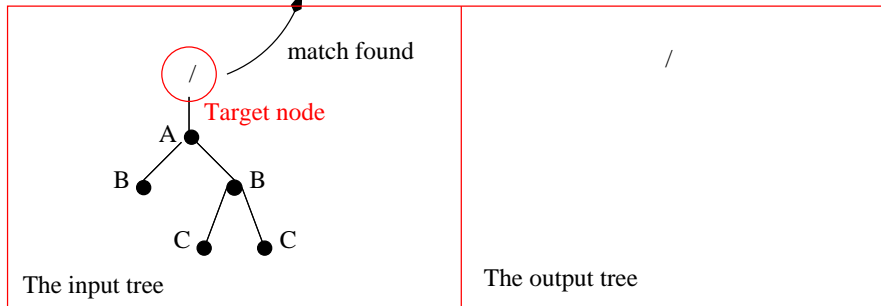 match found
/
/
Target node
A
B
B
C
C
The input tree
The output tree